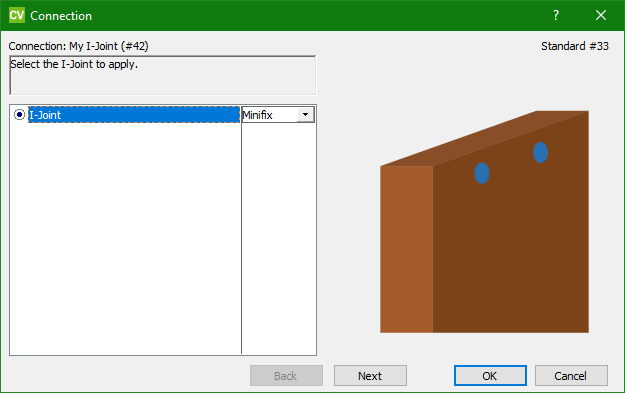 CV Connection
Connection: My I-Joint (#42)
Standard #33
Select the I-Joint to apply.
I-Joint Minifix
Back Next OK Cancel